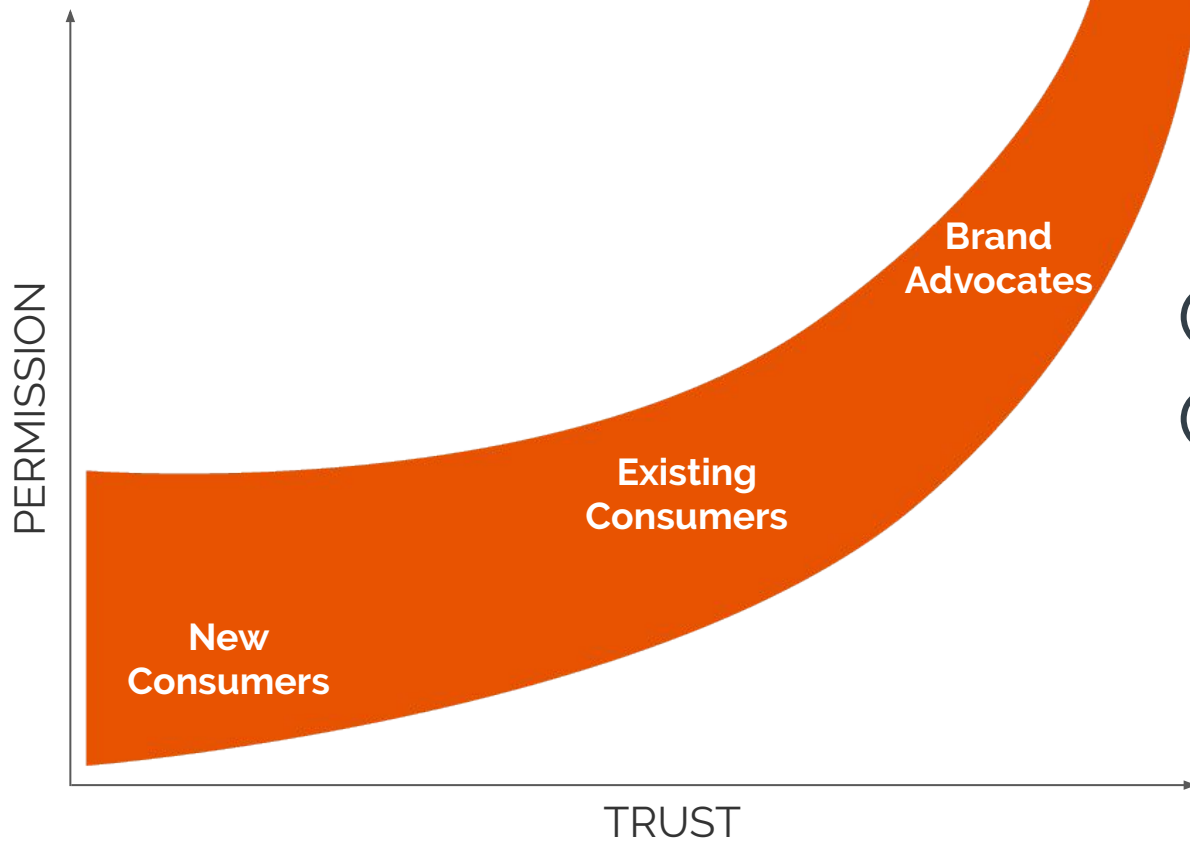 PERMISSION
Brand
Advocates
Existing
Consumers
New
Consumers
TRUST